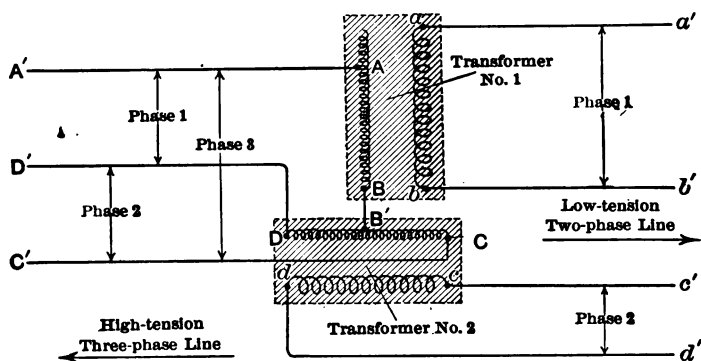 a
a′
A′
A
Transformer
No. 1
Phase 1
Phase 3
Phase 1
D′
B
b
b′
Phase 2
B′
Low-tension
Two-phase Line
D
C
C′
d
c
c′
High-tension
Three-phase Line
Transformer No. 2
Phase 2
d′